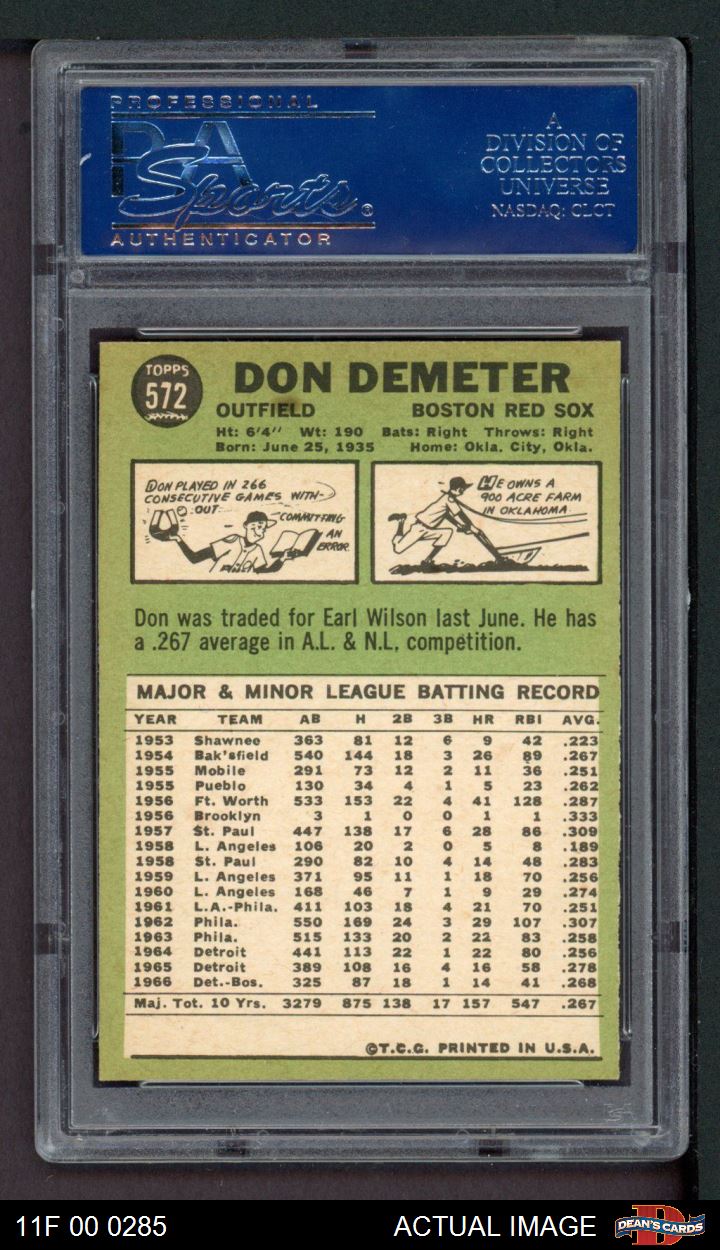 PROFESSIONAL
PSA
Sports®
AUTHENTICATOR
A
DIVISION OF
COLLECTORS
UNIVERSE
NASDAQ: CLCT
TOPPS
572
DON DEMETER
OUTFIELD BOSTON RED SOX
Ht: 6'4" Wt: 190 Bats: Right Throws: Right
Born: June 25, 1935 Home: Okla. City, Okla.
DON PLAYED IN 266
CONSECUTIVE GAMES WITH-
OUT COMMITTING
AN
ERROR
HE OWNS A
900 ACRE FARM
IN OKLAHOMA
Don was traded for Earl Wilson last June. He has
a .267 average in A.L. & N.L. competition.
MAJOR & MINOR LEAGUE BATTING RECORD
YEAR TEAM AB H 2B 3B HR RBI AVG.
1953 Shawnee 363 81 12 6 9 42 .223
1954 Bak'sfield 540 144 18 3 26 89 .267
1955 Mobile 291 73 12 2 11 36 .251
1955 Pueblo 130 34 4 1 5 23 .262
1956 Ft. Worth 533 153 22 4 41 128 .287
1956 Brooklyn 3 1 0 0 1 1 .333
1957 St. Paul 447 138 17 6 28 86 .309
1958 L. Angeles 106 20 2 0 5 8 .189
1958 St. Paul 290 82 10 4 14 48 .283
1959 L. Angeles 371 95 11 1 18 70 .256
1960 L. Angeles 168 46 7 1 9 29 .274
1961 L.A.-Phila. 411 103 18 4 21 70 .251
1962 Phila. 550 169 24 3 29 107 .307
1963 Phila. 515 133 20 2 22 83 .258
1964 Detroit 441 113 22 1 22 80 .256
1965 Detroit 389 108 16 4 16 58 .278
1966 Det.-Bos. 325 87 18 1 14 41 .268
Maj. Tot. 10 Yrs. 3279 875 138 17 157 547 .267
©T.C.G. PRINTED IN U.S.A.
11F 00 0285 ACTUAL IMAGE DEAN'S CARDS